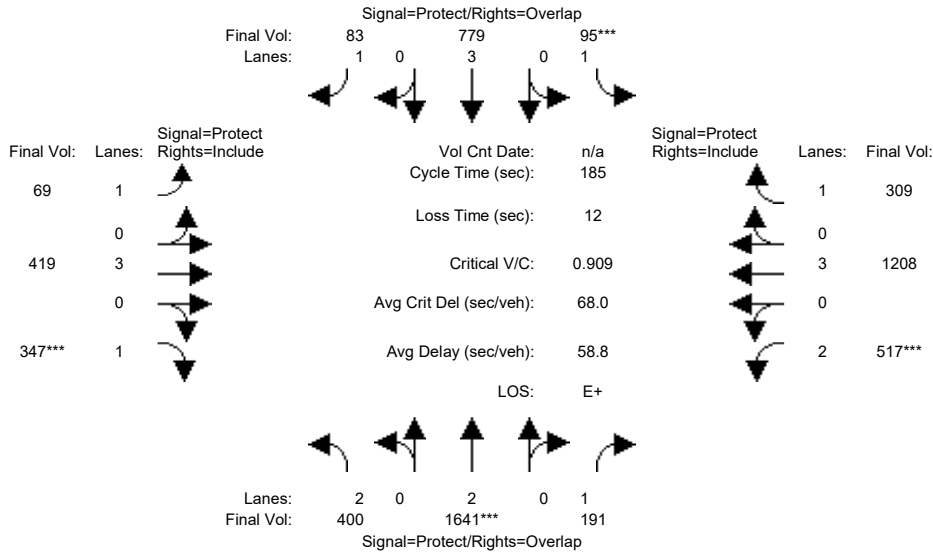 Signal=Protect/Rights=Overlap
Final Vol: 83 779 95***
Lanes: 1 0 3 0 1
Signal=Protect
Final Vol: Lanes: Rights=Include
Vol Cnt Date: n/a
Signal=Protect
Rights=Include Lanes: Final Vol:
Cycle Time (sec): 185
69 1
1 309
Loss Time (sec): 12
0
0
419 3
Critical V/C: 0.909
3 1208
0
Avg Crit Del (sec/veh): 68.0
0
347*** 1
Avg Delay (sec/veh): 58.8
2 517***
LOS: E+
Lanes: 2 0 2 0 1
Final Vol: 400 1641*** 191
Signal=Protect/Rights=Overlap